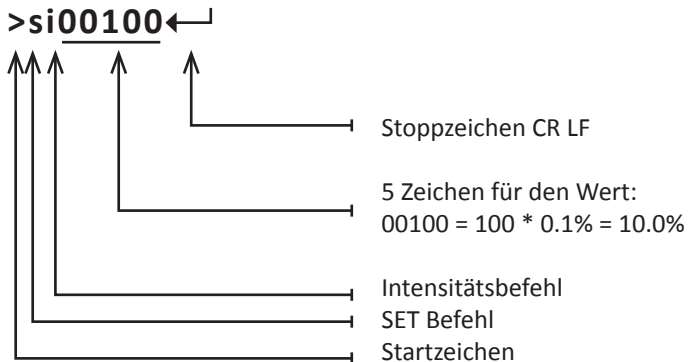 >si00100
Stoppzeichen CR LF
5 Zeichen für den Wert:
00100 = 100 * 0.1% = 10.0%
Intensitätsbefehl
SET Befehl
Startzeichen